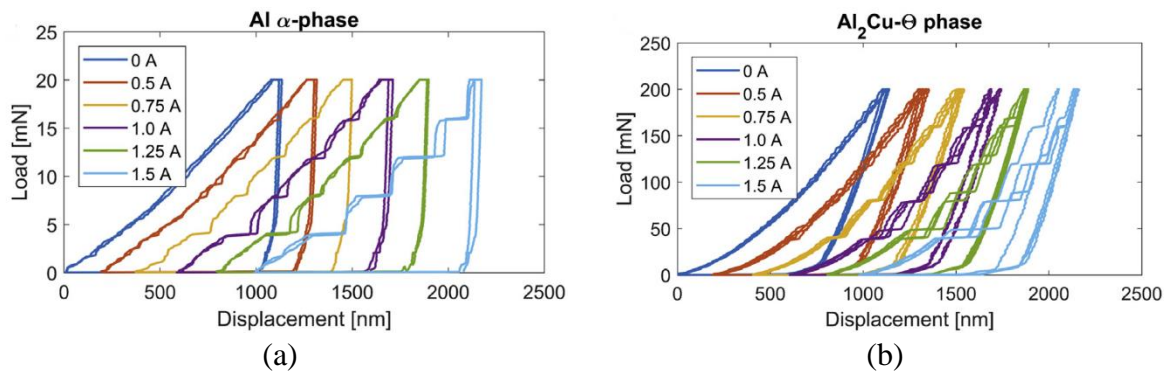 Al α-phase
25
20
15
10
5
0
Load [mN]
0 A
0.5 A
0.75 A
1.0 A
1.25 A
1.5 A
0 500 1000 1500 2000 2500
Displacement [nm]
(a)
Al2Cu-Θ phase
250
200
150
100
50
0
Load [mN]
0 A
0.5 A
0.75 A
1.0 A
1.25 A
1.5 A
0 500 1000 1500 2000 2500
Displacement [nm]
(b)